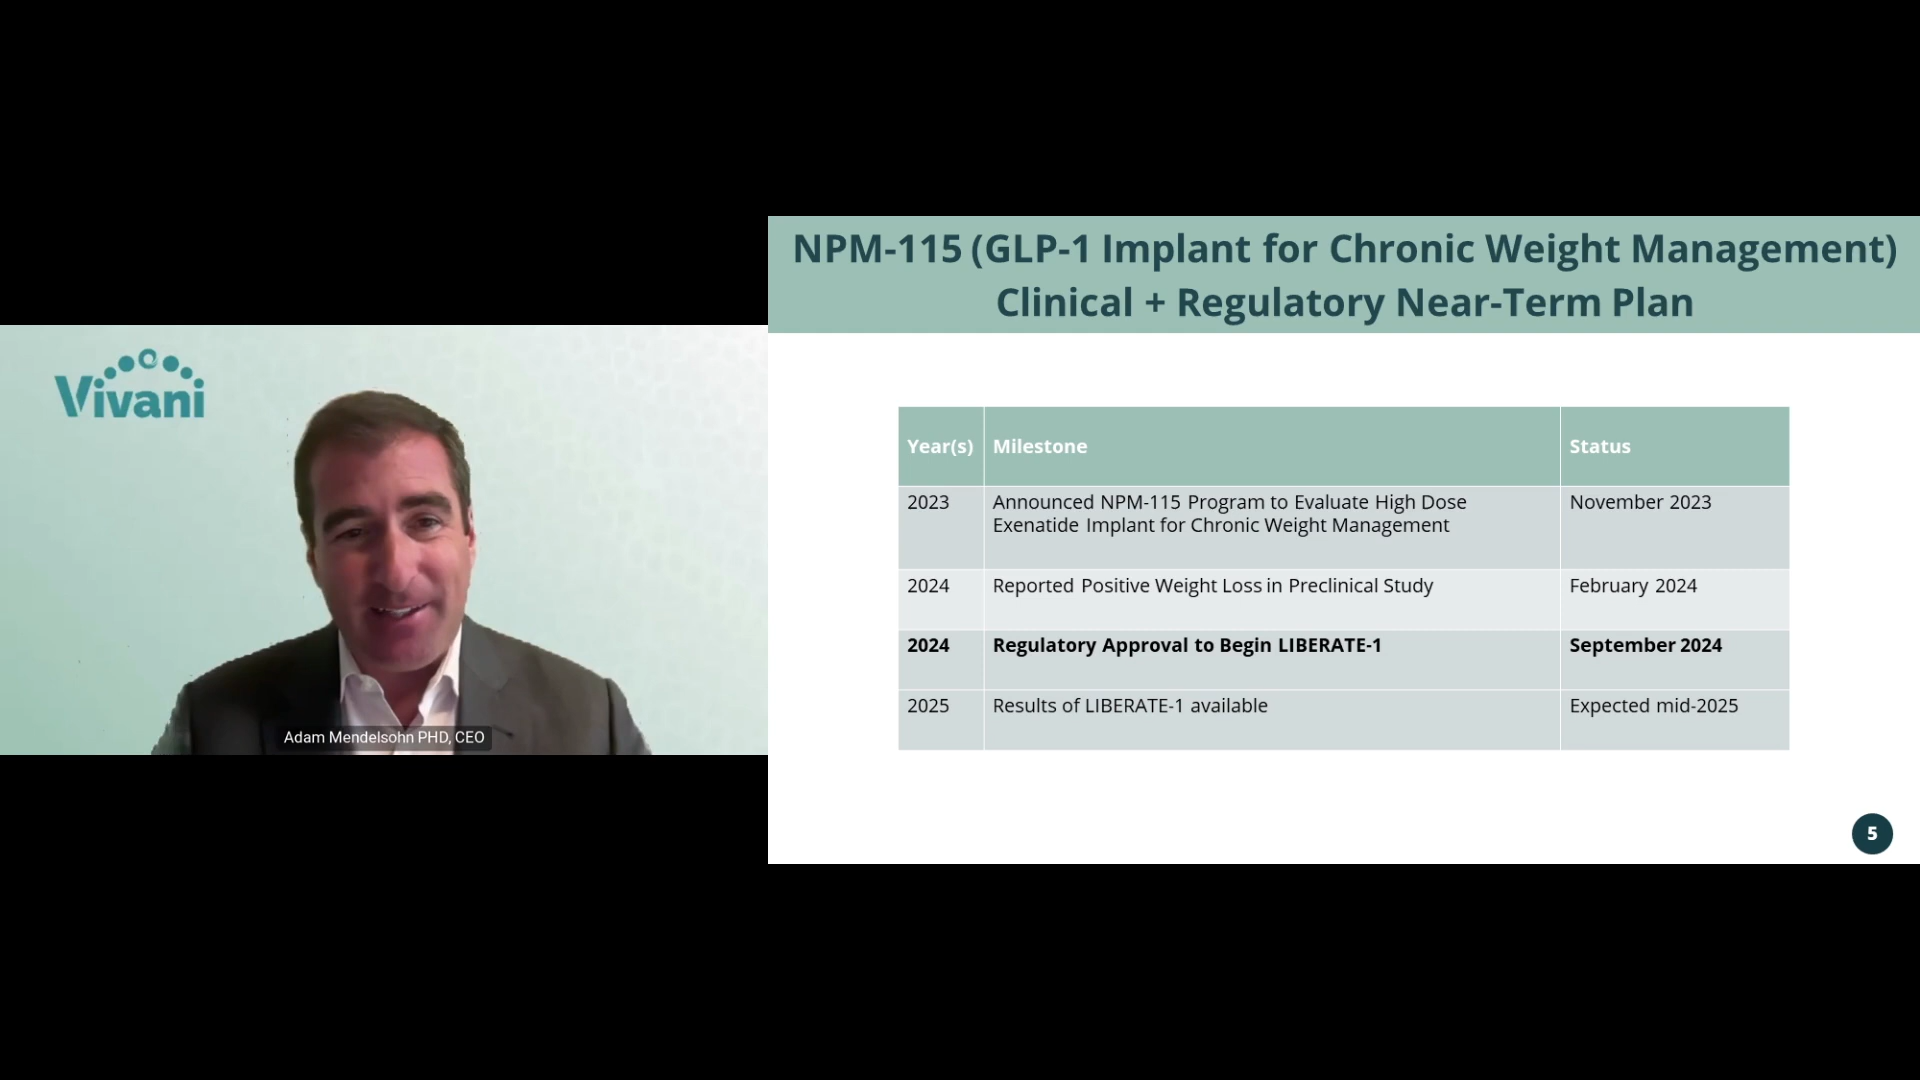 Vivani
Adam Mendelsohn PHD, CEO
NPM-115 (GLP-1 Implant for Chronic Weight Management)
Clinical + Regulatory Near-Term Plan
Year(s) Milestone Status
2023 Announced NPM-115 Program to Evaluate High Dose November 2023
Exenatide Implant for Chronic Weight Management
2024 Reported Positive Weight Loss in Preclinical Study February 2024
2024 Regulatory Approval to Begin LIBERATE-1 September 2024
2025 Results of LIBERATE-1 available Expected mid-2025
5